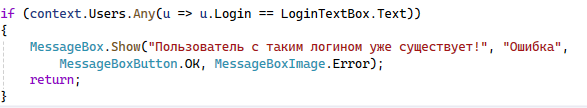 if (context.Users.Any(u => u.Login == LoginTextBox.Text))
{
    MessageBox.Show("Пользователь с таким логином уже существует!", "Ошибка",
        MessageBoxButton.OK, MessageBoxImage.Error);
    return;
}